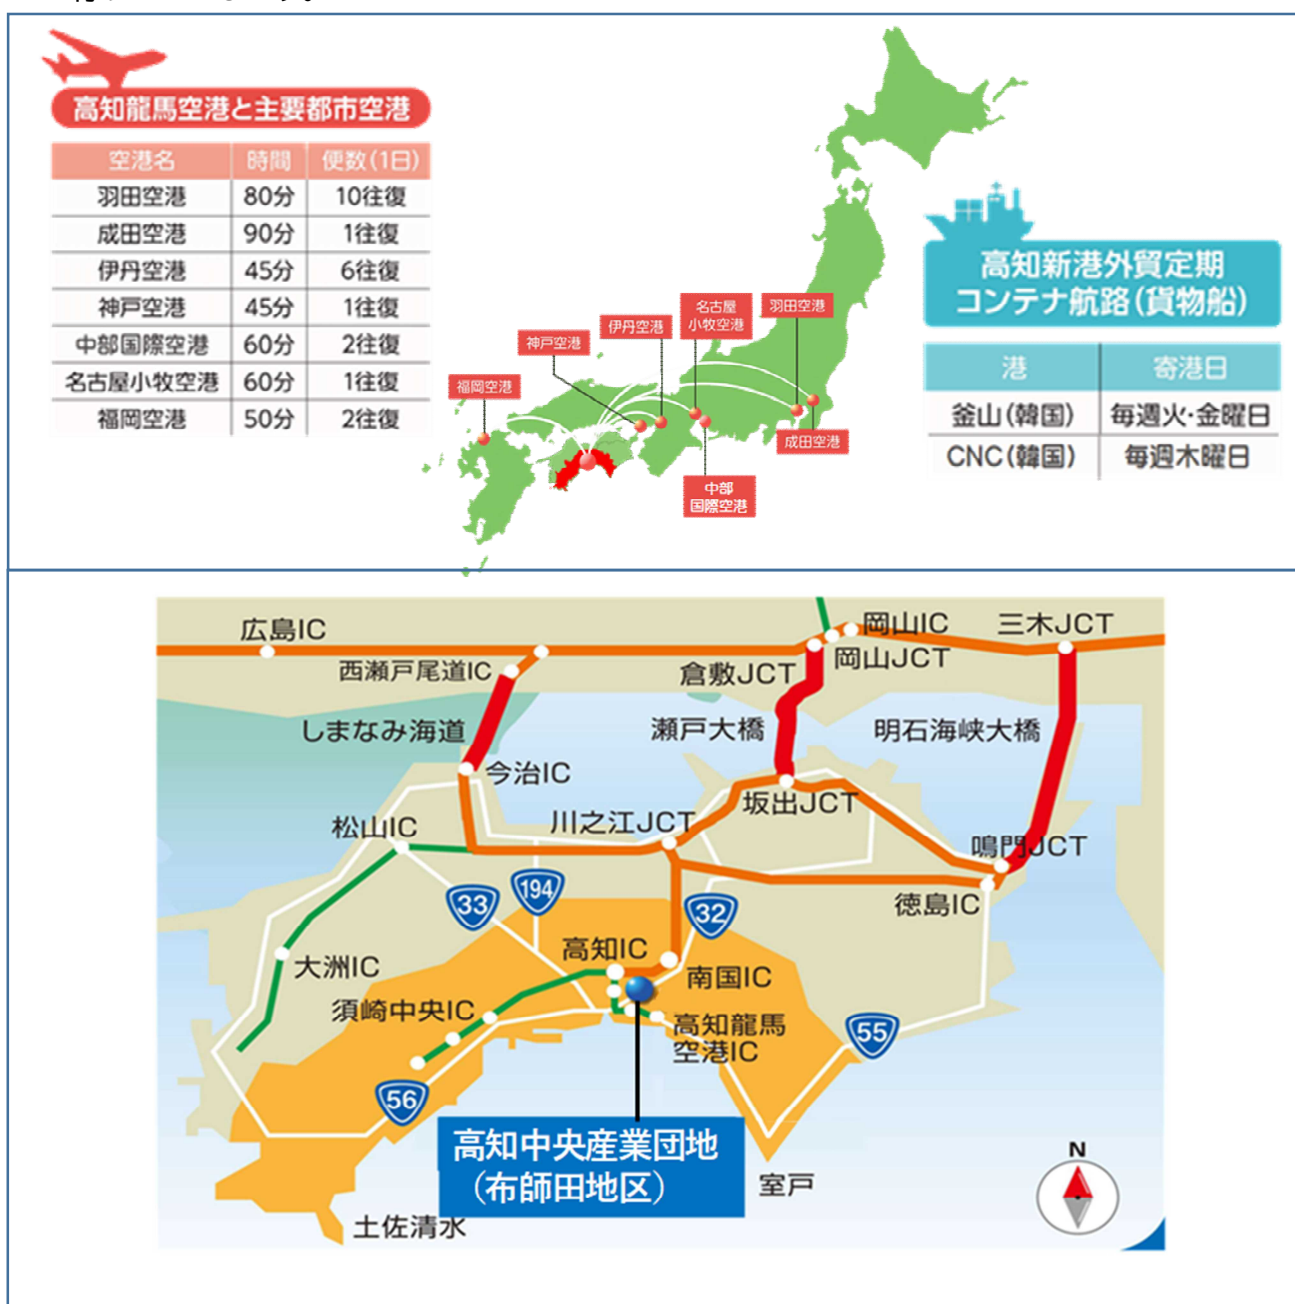 高知龍馬空港と主要都市空港
空港名 時間 便数(1日)
羽田空港 80分 10往復
成田空港 90分 1往復
伊丹空港 45分 6往復
神戸空港 45分 1往復
中部国際空港 60分 2往復
名古屋小牧空港 60分 1往復
福岡空港 50分 2往復
福岡空港
神戸空港
伊丹空港
名古屋
小牧空港
羽田空港
成田空港
中部
国際空港
高知新港外貿定期
コンテナ航路(貨物船)
港 寄港日
釜山(韓国) 毎週火・金曜日
CNC(韓国) 毎週木曜日
広島IC
西瀬戸尾道IC
しまなみ海道
今治IC
倉敷JCT
岡山IC
岡山JCT
三木JCT
瀬戸大橋
明石海峡大橋
坂出JCT
川之江JCT
松山IC
鳴門JCT
徳島IC
33
194
32
高知IC
南国IC
大洲IC
須崎中央IC
高知龍馬
空港IC
55
56
高知中央産業団地
(布師田地区)
室戸
土佐清水
N